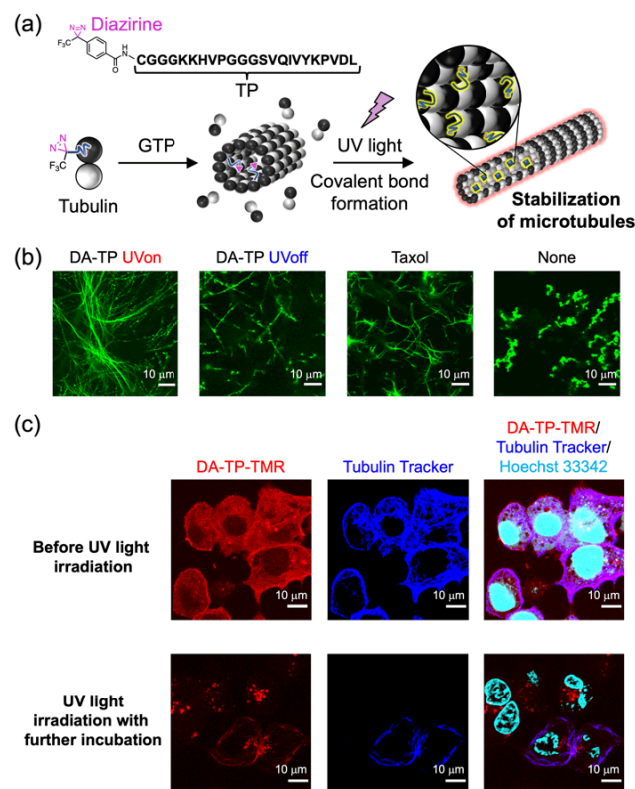 (a)
N=N
Diazirine
F₃C
H
N
O
CGGGKKHVPGGGSVQIVYKPVDL
TP
GTP
UV light
N=N
F₃C
Covalent bond
formation
Tubulin
Stabilization
of microtubules
(b)
DA-TP UVon
DA-TP UVoff
Taxol
None
10 μm
10 μm
10 μm
10 μm
(c)
DA-TP-TMR
Tubulin Tracker
DA-TP-TMR/
Tubulin Tracker/
Hoechst 33342
Before UV light
irradiation
10 μm
10 μm
10 μm
UV light
irradiation with
further incubation
10 μm
10 μm
10 μm